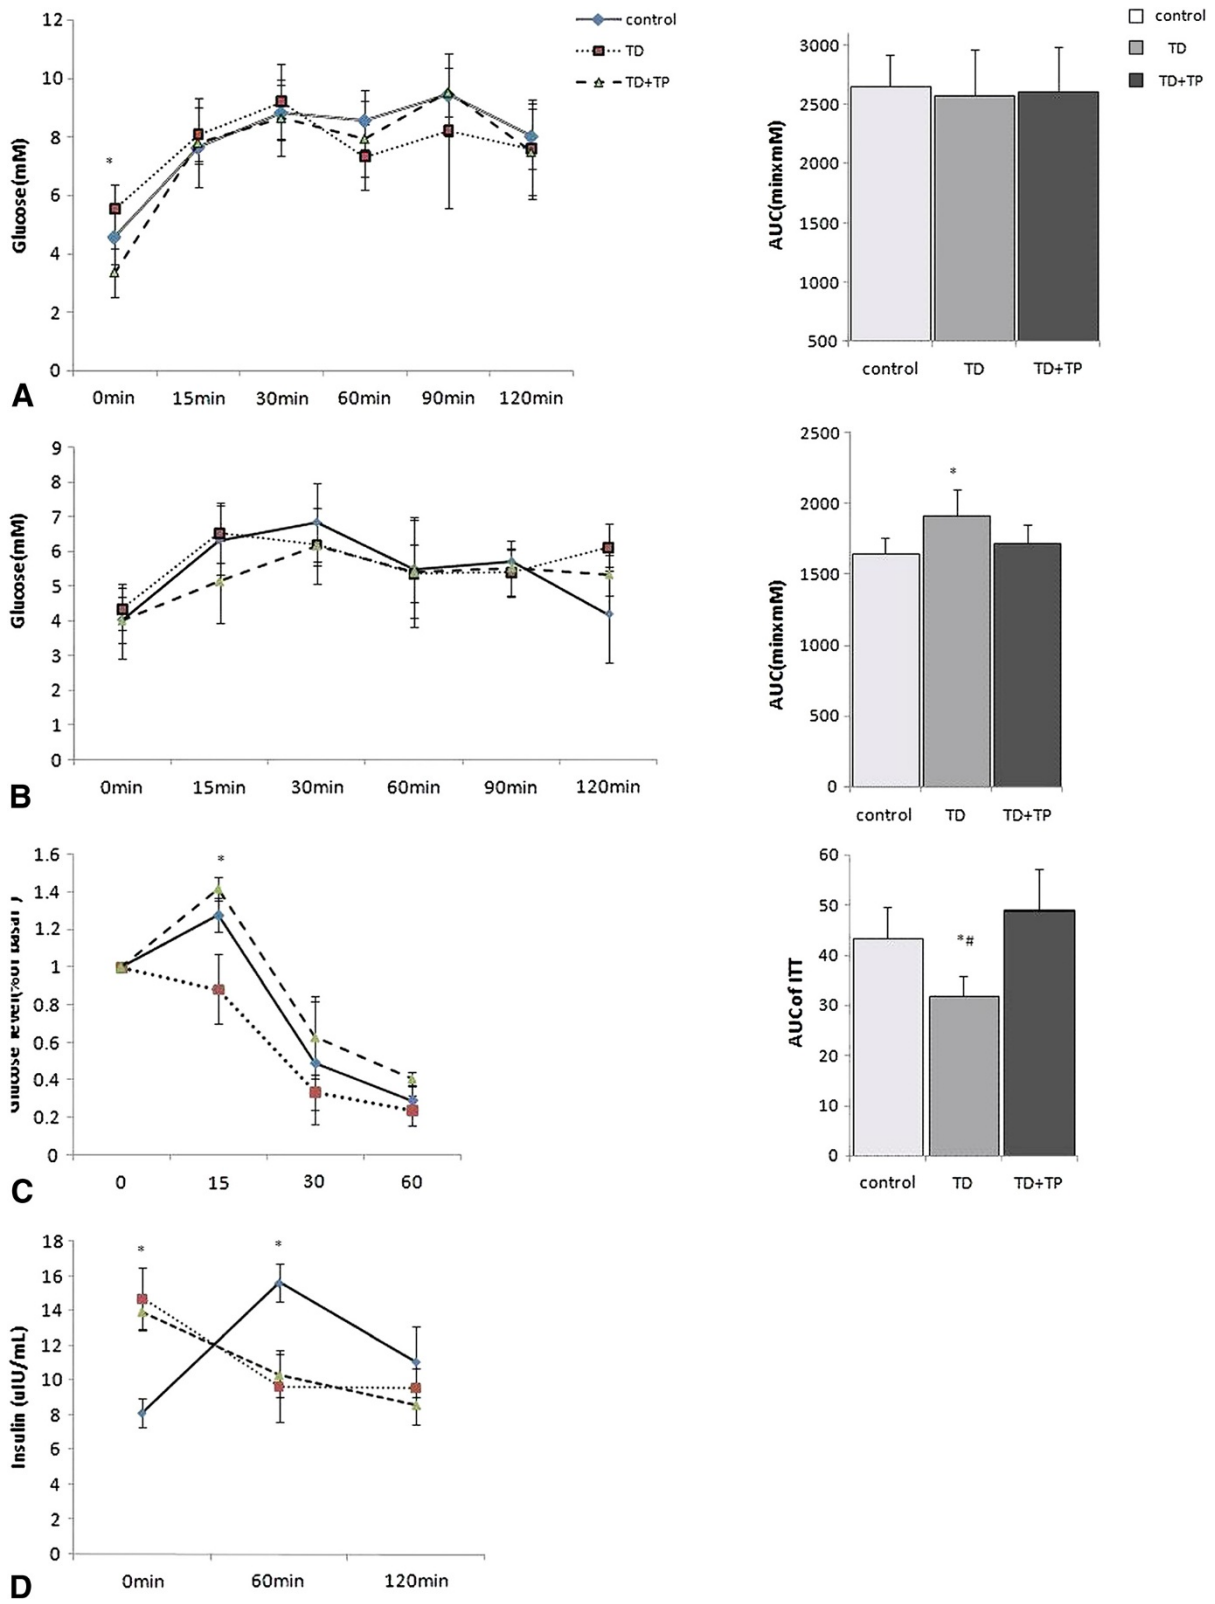 12
10
8
6
4
2
0
Glucose(mM)
*
0min 15min 30min 60min 90min 120min
control
TD
TD+TP
A
3000
2500
2000
1500
1000
500
AUC(minxmM)
control TD TD+TP
control
TD
TD+TP
9
8
7
6
5
4
3
2
1
0
Glucose(mM)
0min 15min 30min 60min 90min 120min
B
2500
2000
1500
1000
500
0
AUC(minxmM)
*
control TD TD+TP
1.6
1.4
1.2
1
0.8
0.6
0.4
0.2
0
Glucose level(%of basal )
*
0 15 30 60
C
60
50
40
30
20
10
0
AUCof ITT
*#
control TD TD+TP
18
16
14
12
10
8
6
4
2
0
Insulin (uIU/mL)
* *
0min 60min 120min
D